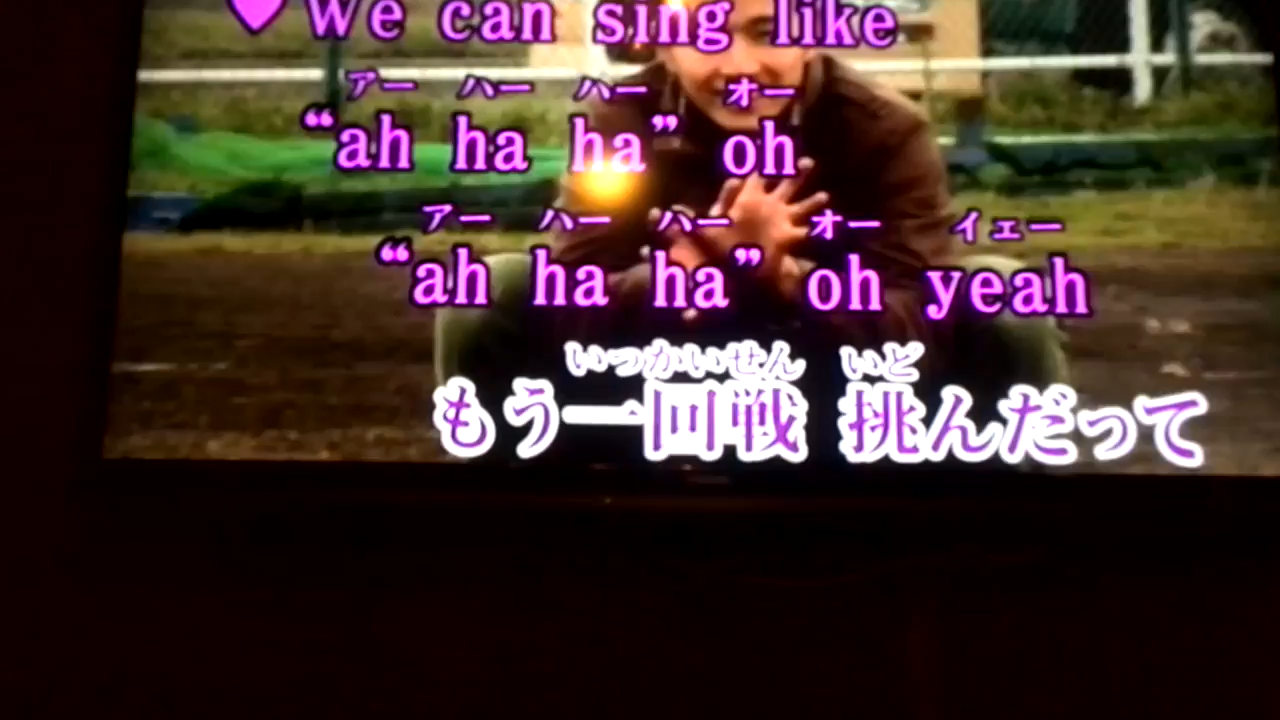 ♥We can sing like
アー ハー ハー オー
“ah ha ha” oh
アー ハー ハー オー イェー
“ah ha ha” oh yeah
いっかいせん いど
もう一回戦 挑んだって